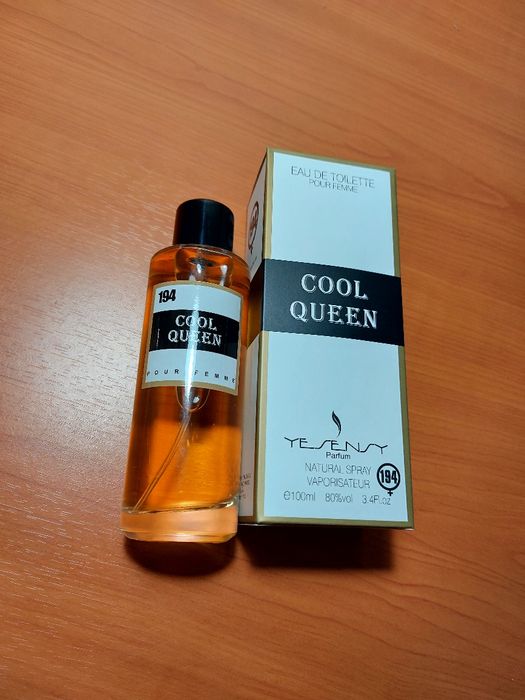 194
COOL
QUEEN
POUR FEMME
EAU DE TOILETTE
POUR FEMME
COOL
QUEEN
YESENSY
Parfum
NATURAL SPRAY
VAPORISATEUR
194
℮100ml 80%vol 3.4Fl.oz